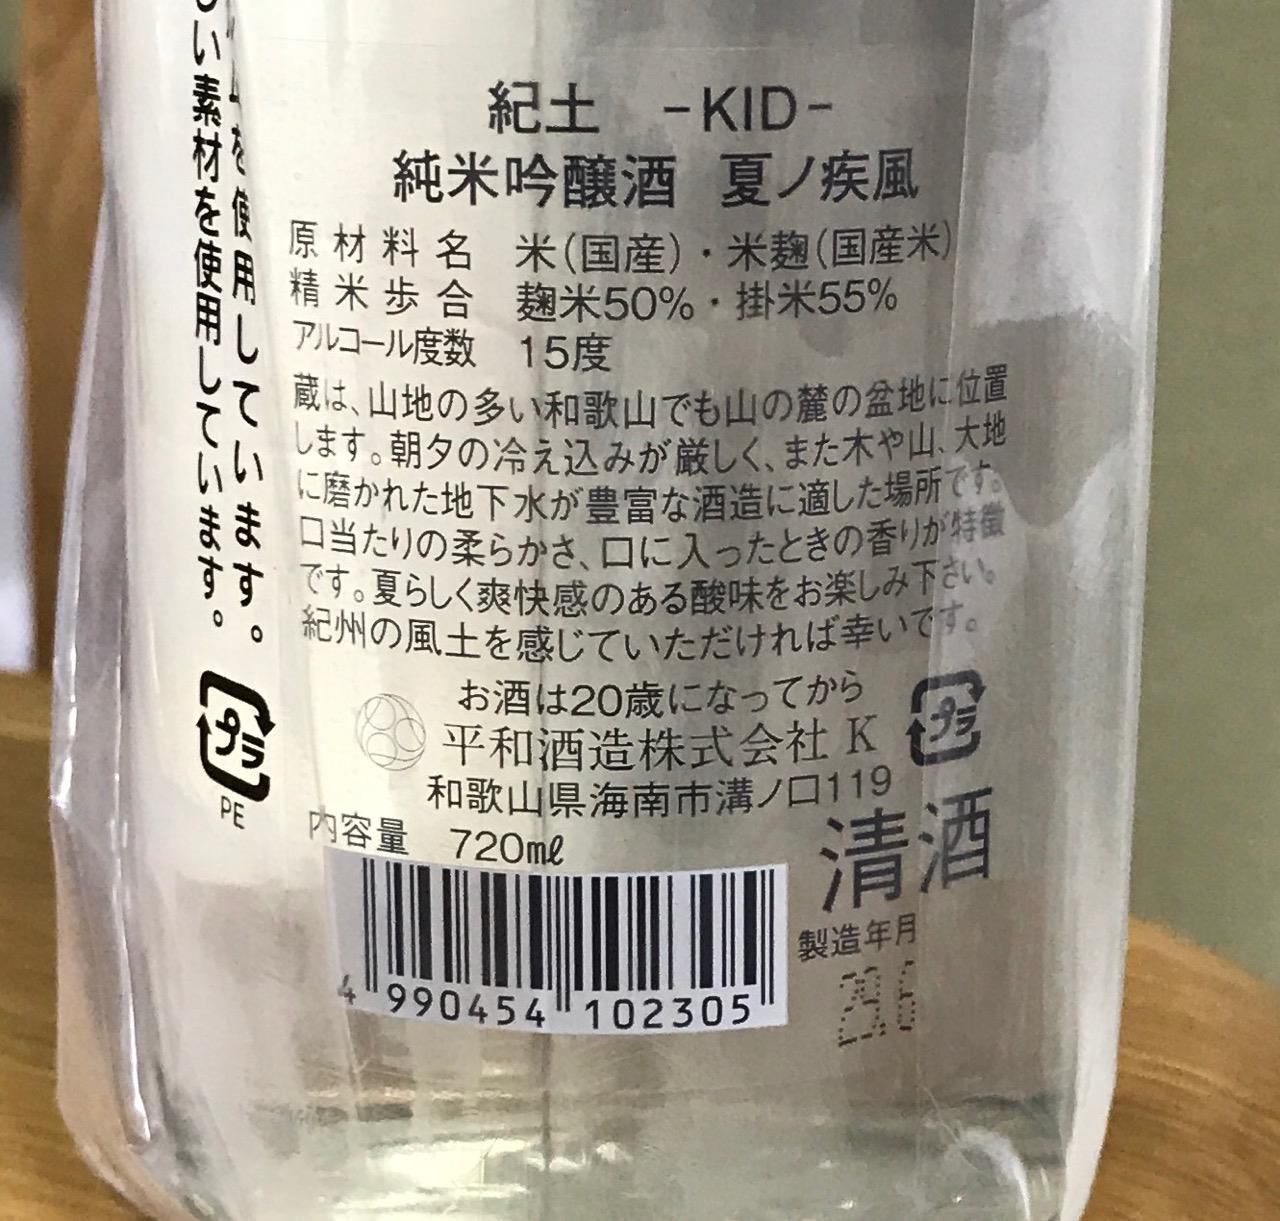 紀土 -KID-
純米吟醸酒 夏ノ疾風
原材料名 米(国産)・米麹(国産米)
精米歩合 麹米50%・掛米55%
アルコール度数 15度
蔵は、山地の多い和歌山でも山の麓の盆地に位置
します。朝夕の冷え込みが厳しく、また木や山、大地
に磨かれた地下水が豊富な酒造に適した場所です。
口当たりの柔らかさ、口に入ったときの香りが特徴
です。夏らしく爽快感のある酸味をお楽しみ下さい。
紀州の風土を感じていただければ幸いです。
お酒は20歳になってから
平和酒造株式会社 K
和歌山県海南市溝ノ口119
内容量 720㎖
清酒
製造年月
29.6
4 990454 102305
プラ
を使用しています。
い素材を使用しています。
プラ
PE